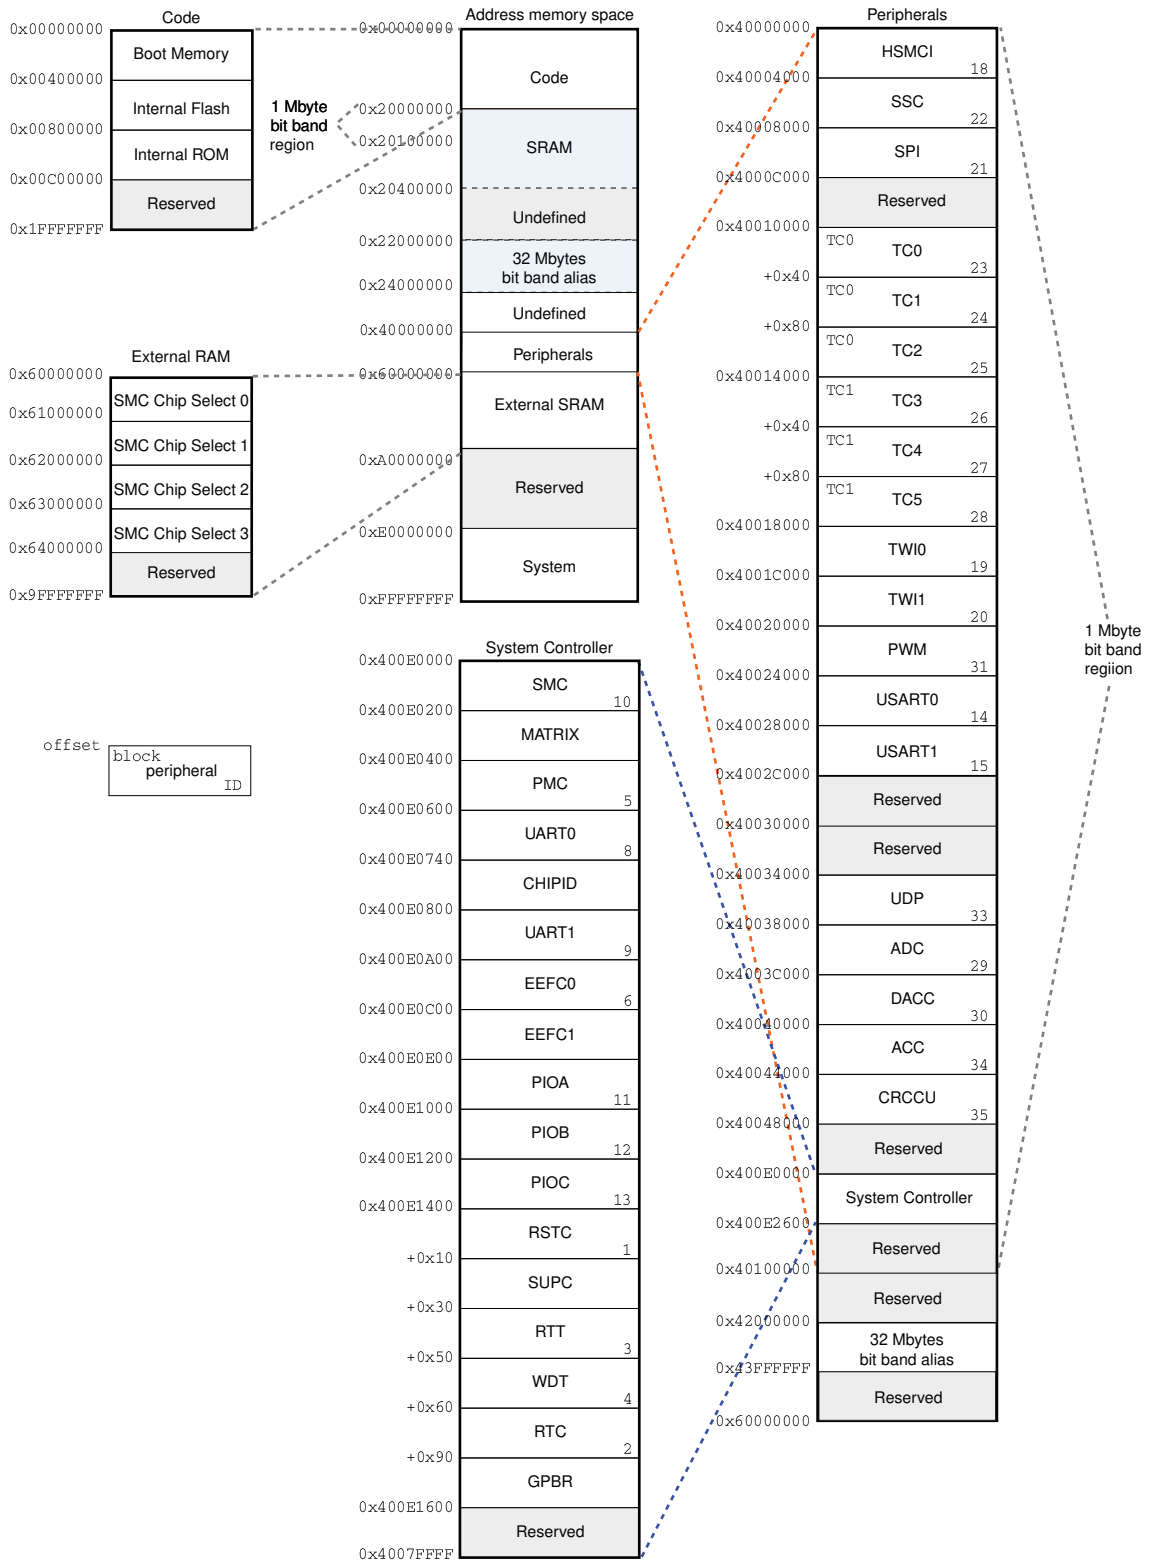 Code
0x00000000
Boot Memory
0x00400000
Internal Flash
0x00800000
Internal ROM
0x00C00000
Reserved
0x1FFFFFFF
1 Mbyte
bit band
region
External RAM
0x60000000
SMC Chip Select 0
0x61000000
SMC Chip Select 1
0x62000000
SMC Chip Select 2
0x63000000
SMC Chip Select 3
0x64000000
Reserved
0x9FFFFFFF
offset
block
peripheral
ID
Address memory space
0x00000000
Code
0x20000000
0x20100000
SRAM
0x20400000
Undefined
0x22000000
32 Mbytes
bit band alias
0x24000000
Undefined
0x40000000
Peripherals
0x60000000
External SRAM
0xA0000000
Reserved
0xE0000000
System
0xFFFFFFFF
System Controller
0x400E0000
SMC
10
0x400E0200
MATRIX
0x400E0400
PMC
5
0x400E0600
UART0
8
0x400E0740
CHIPID
0x400E0800
UART1
9
0x400E0A00
EEFC0
6
0x400E0C00
EEFC1
0x400E0E00
PIOA
11
0x400E1000
PIOB
12
0x400E1200
PIOC
13
0x400E1400
RSTC
1
+0x10
SUPC
+0x30
RTT
3
+0x50
WDT
4
+0x60
RTC
2
+0x90
GPBR
0x400E1600
Reserved
0x4007FFFF
Peripherals
0x40000000
HSMCI
18
0x40004000
SSC
22
0x40008000
SPI
21
0x4000C000
Reserved
0x40010000
TC0
TC0
23
+0x40
TC0
TC1
24
+0x80
TC0
TC2
25
0x40014000
TC1
TC3
26
+0x40
TC1
TC4
27
+0x80
TC1
TC5
28
0x40018000
TWI0
19
0x4001C000
TWI1
20
0x40020000
PWM
31
0x40024000
USART0
14
0x40028000
USART1
15
0x4002C000
Reserved
0x40030000
Reserved
0x40034000
UDP
33
0x40038000
ADC
29
0x4003C000
DACC
30
0x40040000
ACC
34
0x40044000
CRCCU
35
0x40048000
Reserved
0x400E0000
System Controller
0x400E2600
Reserved
0x40100000
Reserved
0x42000000
32 Mbytes
bit band alias
0x43FFFFFF
Reserved
0x60000000
1 Mbyte
bit band
regiion